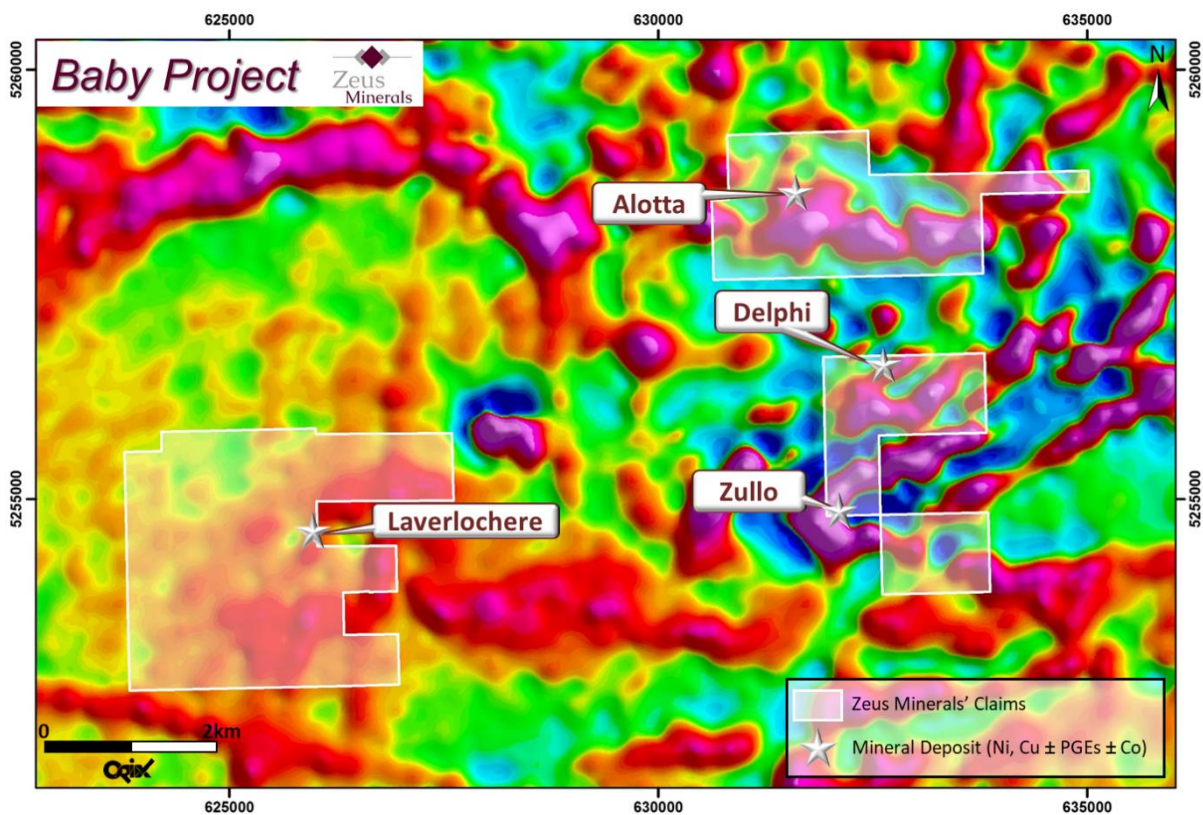 625000 630000 635000
5260000
Baby Project
Zeus
Minerals
N
5260000
Alotta
Delphi
Zullo
Laverlochere
5255000
5255000
0 2km
Zeus Minerals' Claims
Mineral Deposit (Ni, Cu ± PGEs ± Co)
625000 630000 635000